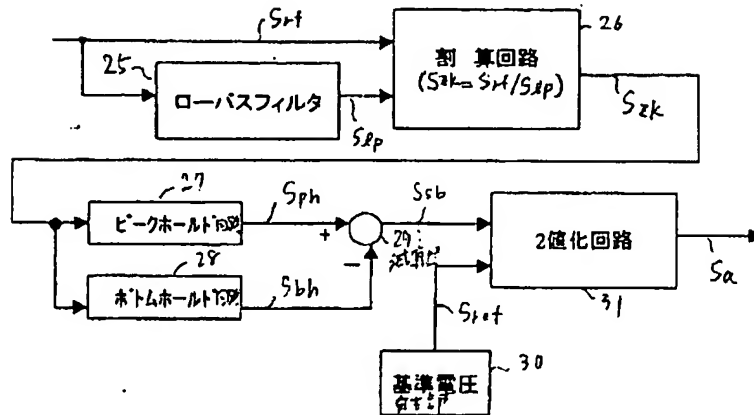 Srf
26
25
割算回路
(Szk=Srf/Slp)
ローパスフィルタ
Slp
Szk
27
ピークホールド回路
Sph
+
Ssb
28
ボトムホールド回路
Sbh
−
29:
減算器
2値化回路
Sa
31
Sref
30
基準電圧